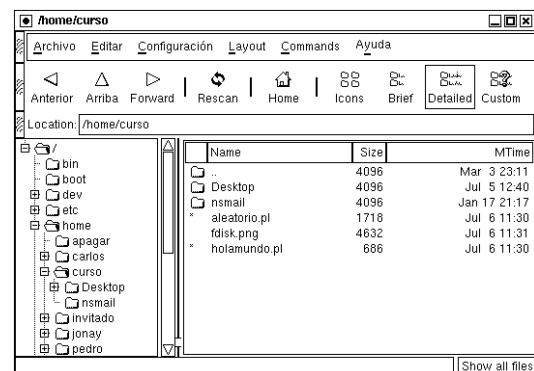 /home/curso
Archivo Editar Configuración Layout Commands Ayuda
Anterior Arriba Forward Rescan Home Icons Brief Detailed Custom
Location: /home/curso
/
bin
boot
dev
etc
home
apagar
carlos
curso
Desktop
nsmail
invitado
jonay
pedro
Name Size MTime
.. 4096 Mar 3 23:11
Desktop 4096 Jul 5 12:40
nsmail 4096 Jan 17 21:17
* aleatorio.pl 1718 Jul 6 11:30
fdisk.png 4632 Jul 6 11:31
* holamundo.pl 686 Jul 6 11:30
Show all files